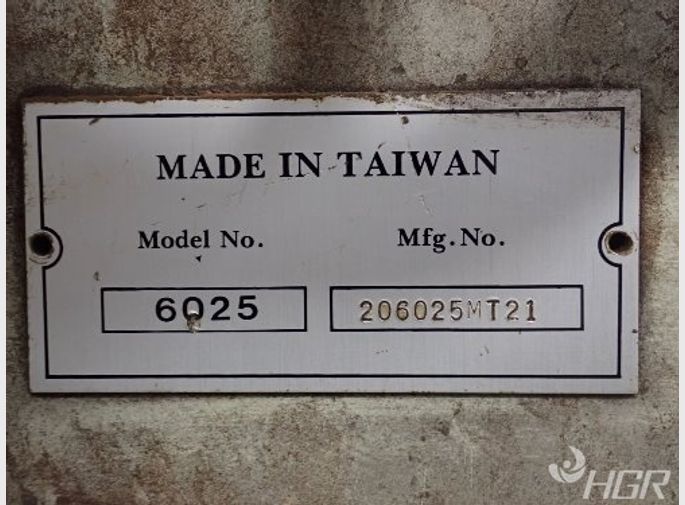 MADE IN TAIWAN
Model No. Mfg.No.
6025 206025MT21
HGR